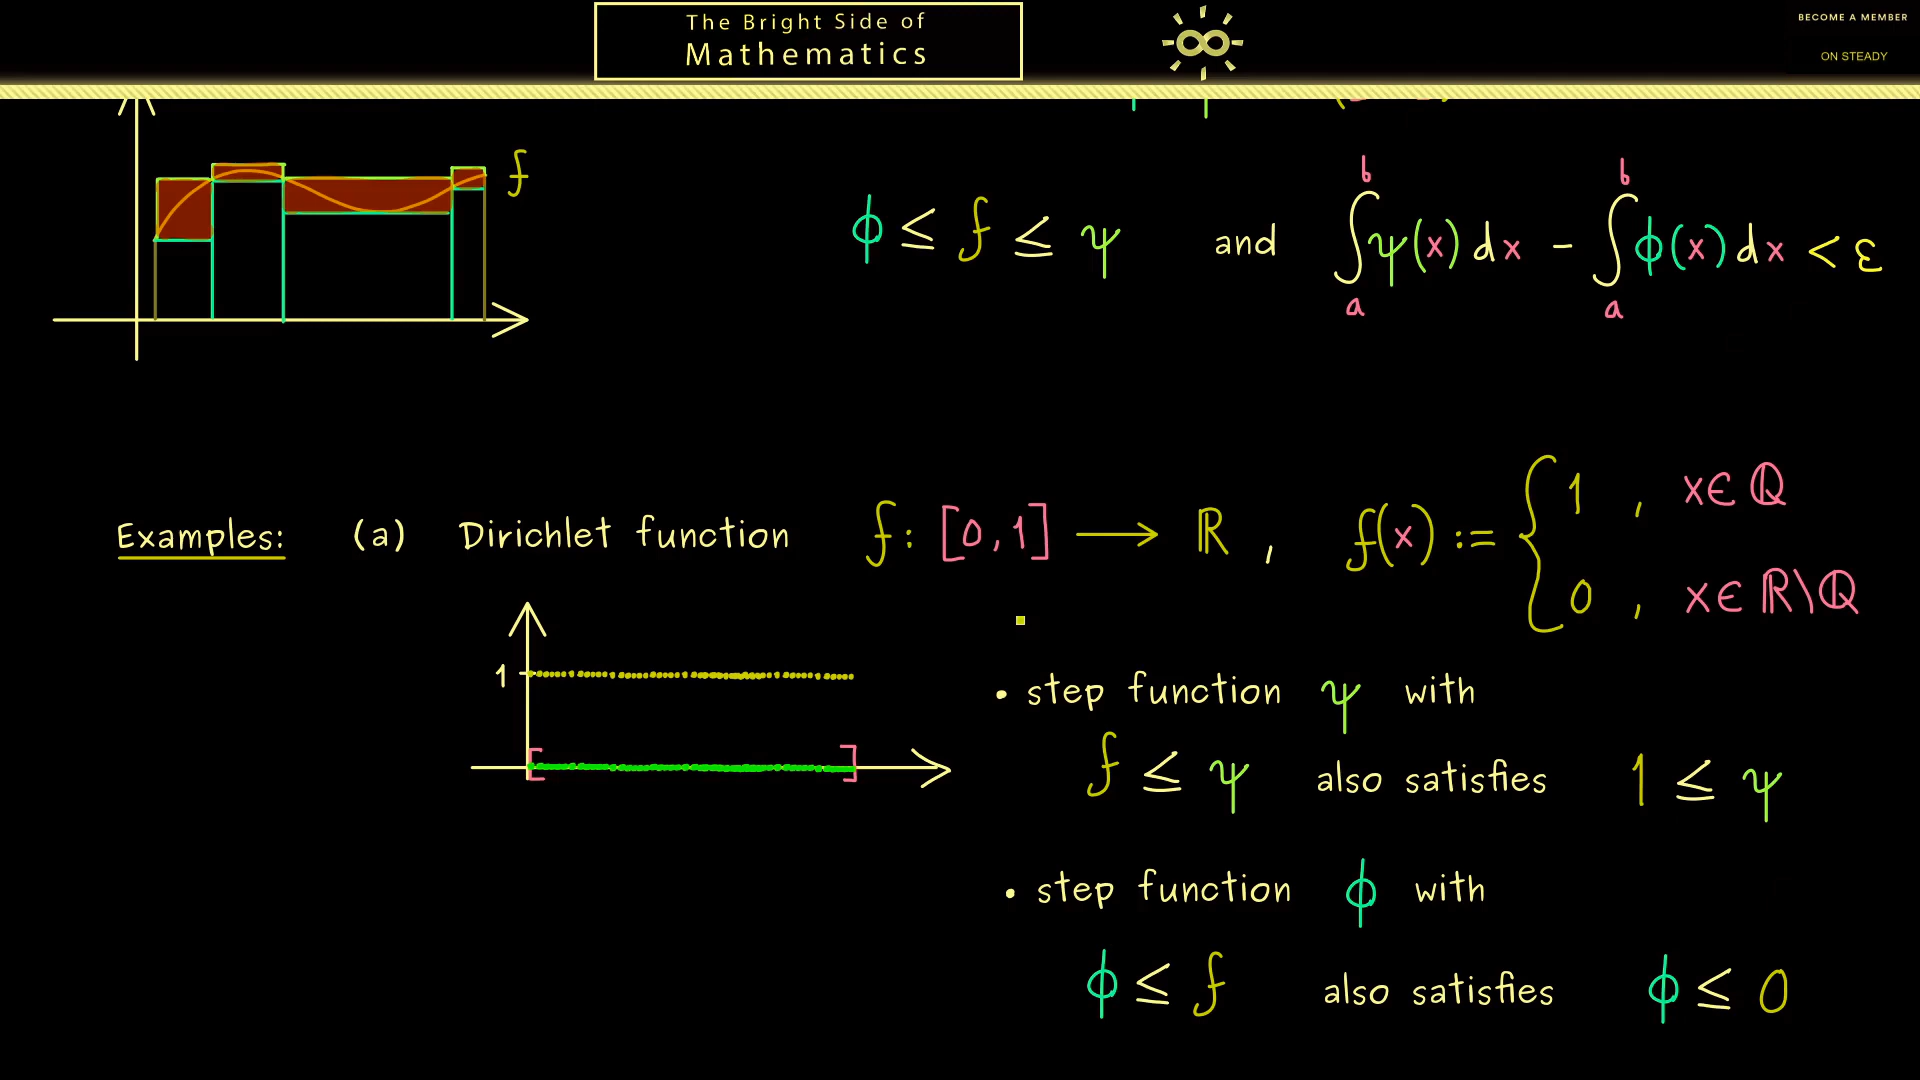 The Bright Side of
Mathematics
BECOME A MEMBER
ON STEADY
f
ϕ ≤ f ≤ ψ and ∫_a^b ψ(x) dx − ∫_a^b ϕ(x) dx < ε
Examples: (a) Dirichlet function f: [0,1] ⟶ ℝ , f(x) := { 1 , x∈ℚ
0 , x∈ℝ\ℚ
1
[ ]
• step function ψ with
f ≤ ψ also satisfies 1 ≤ ψ
• step function ϕ with
ϕ ≤ f also satisfies ϕ ≤ 0